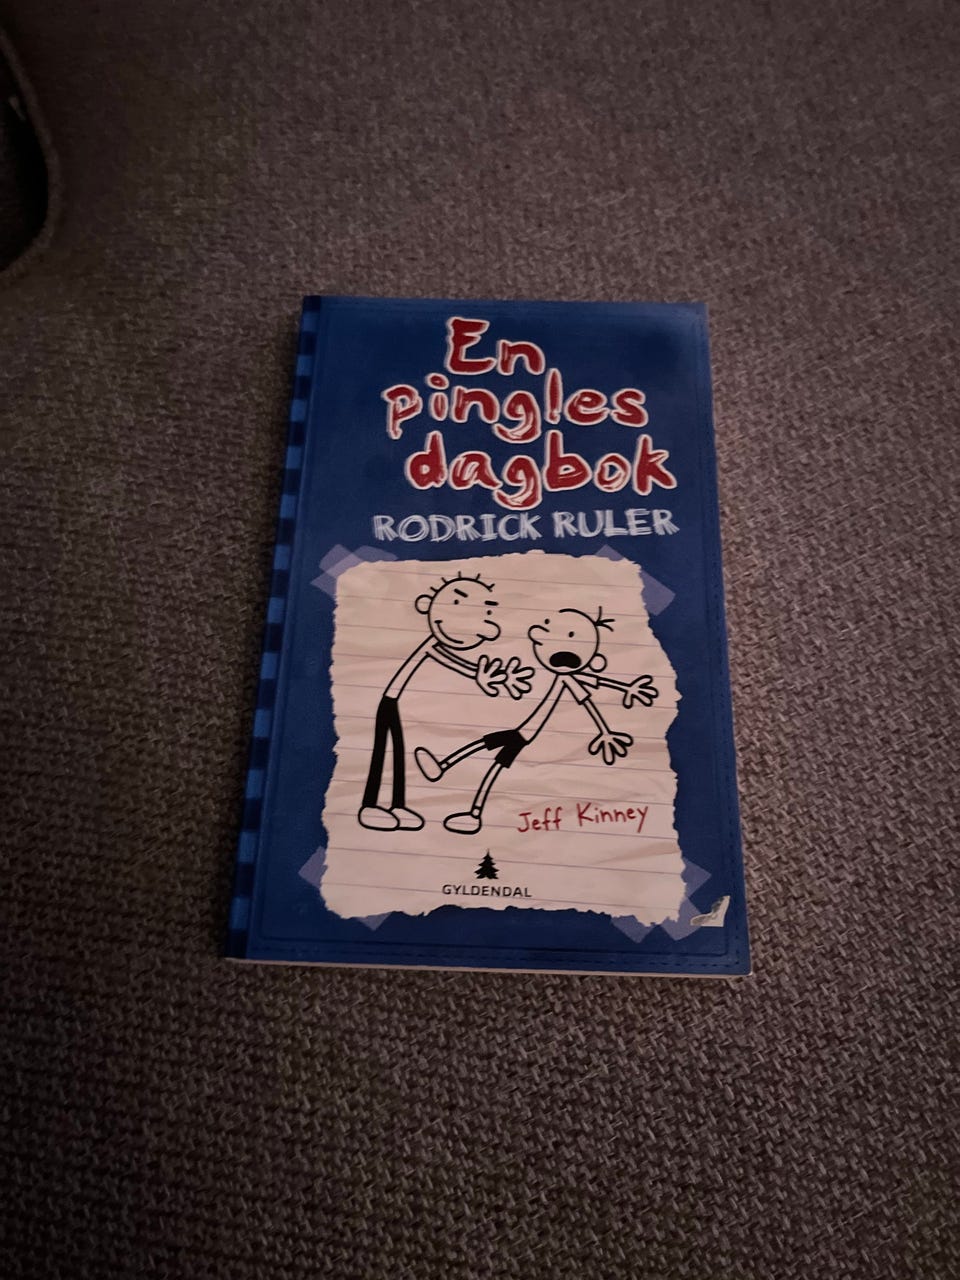 En
pingles
dagbok
RODRICK RULER
Jeff Kinney
GYLDENDAL